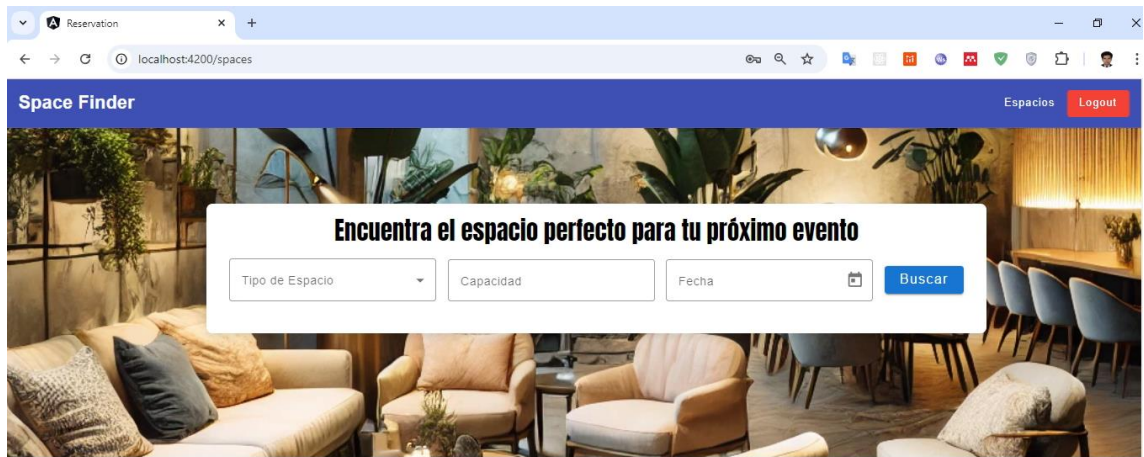 Reservation
localhost:4200/spaces
Space Finder
Espacios
Logout
Encuentra el espacio perfecto para tu próximo evento
Tipo de Espacio
Capacidad
Fecha
Buscar